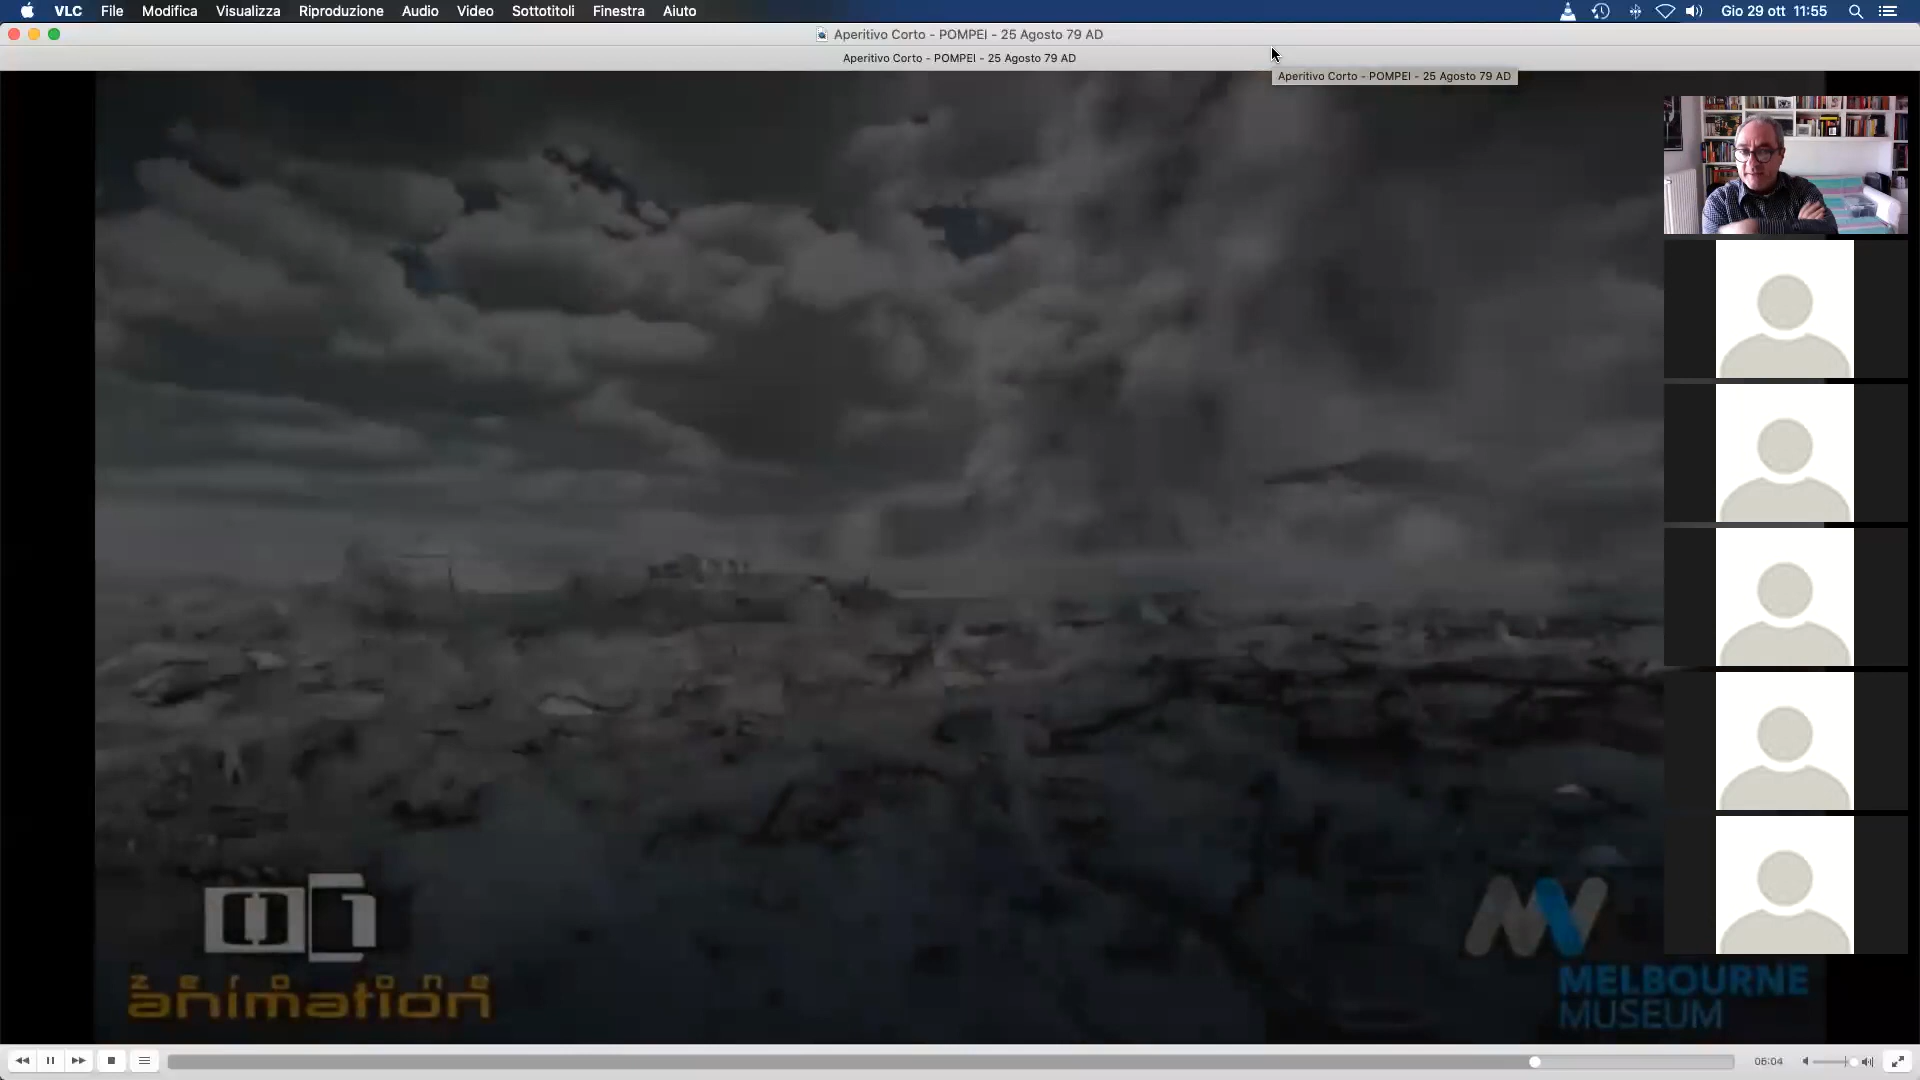 VLC File Modifica Visualizza Riproduzione Audio Video Sottotitoli Finestra Aiuto Gio 29 ott 11:55
Aperitivo Corto - POMPEI - 25 Agosto 79 AD
Aperitivo Corto - POMPEI - 25 Agosto 79 AD
Aperitivo Corto - POMPEI - 25 Agosto 79 AD
01
zero one
animation
MV
MELBOURNE
MUSEUM
06:04